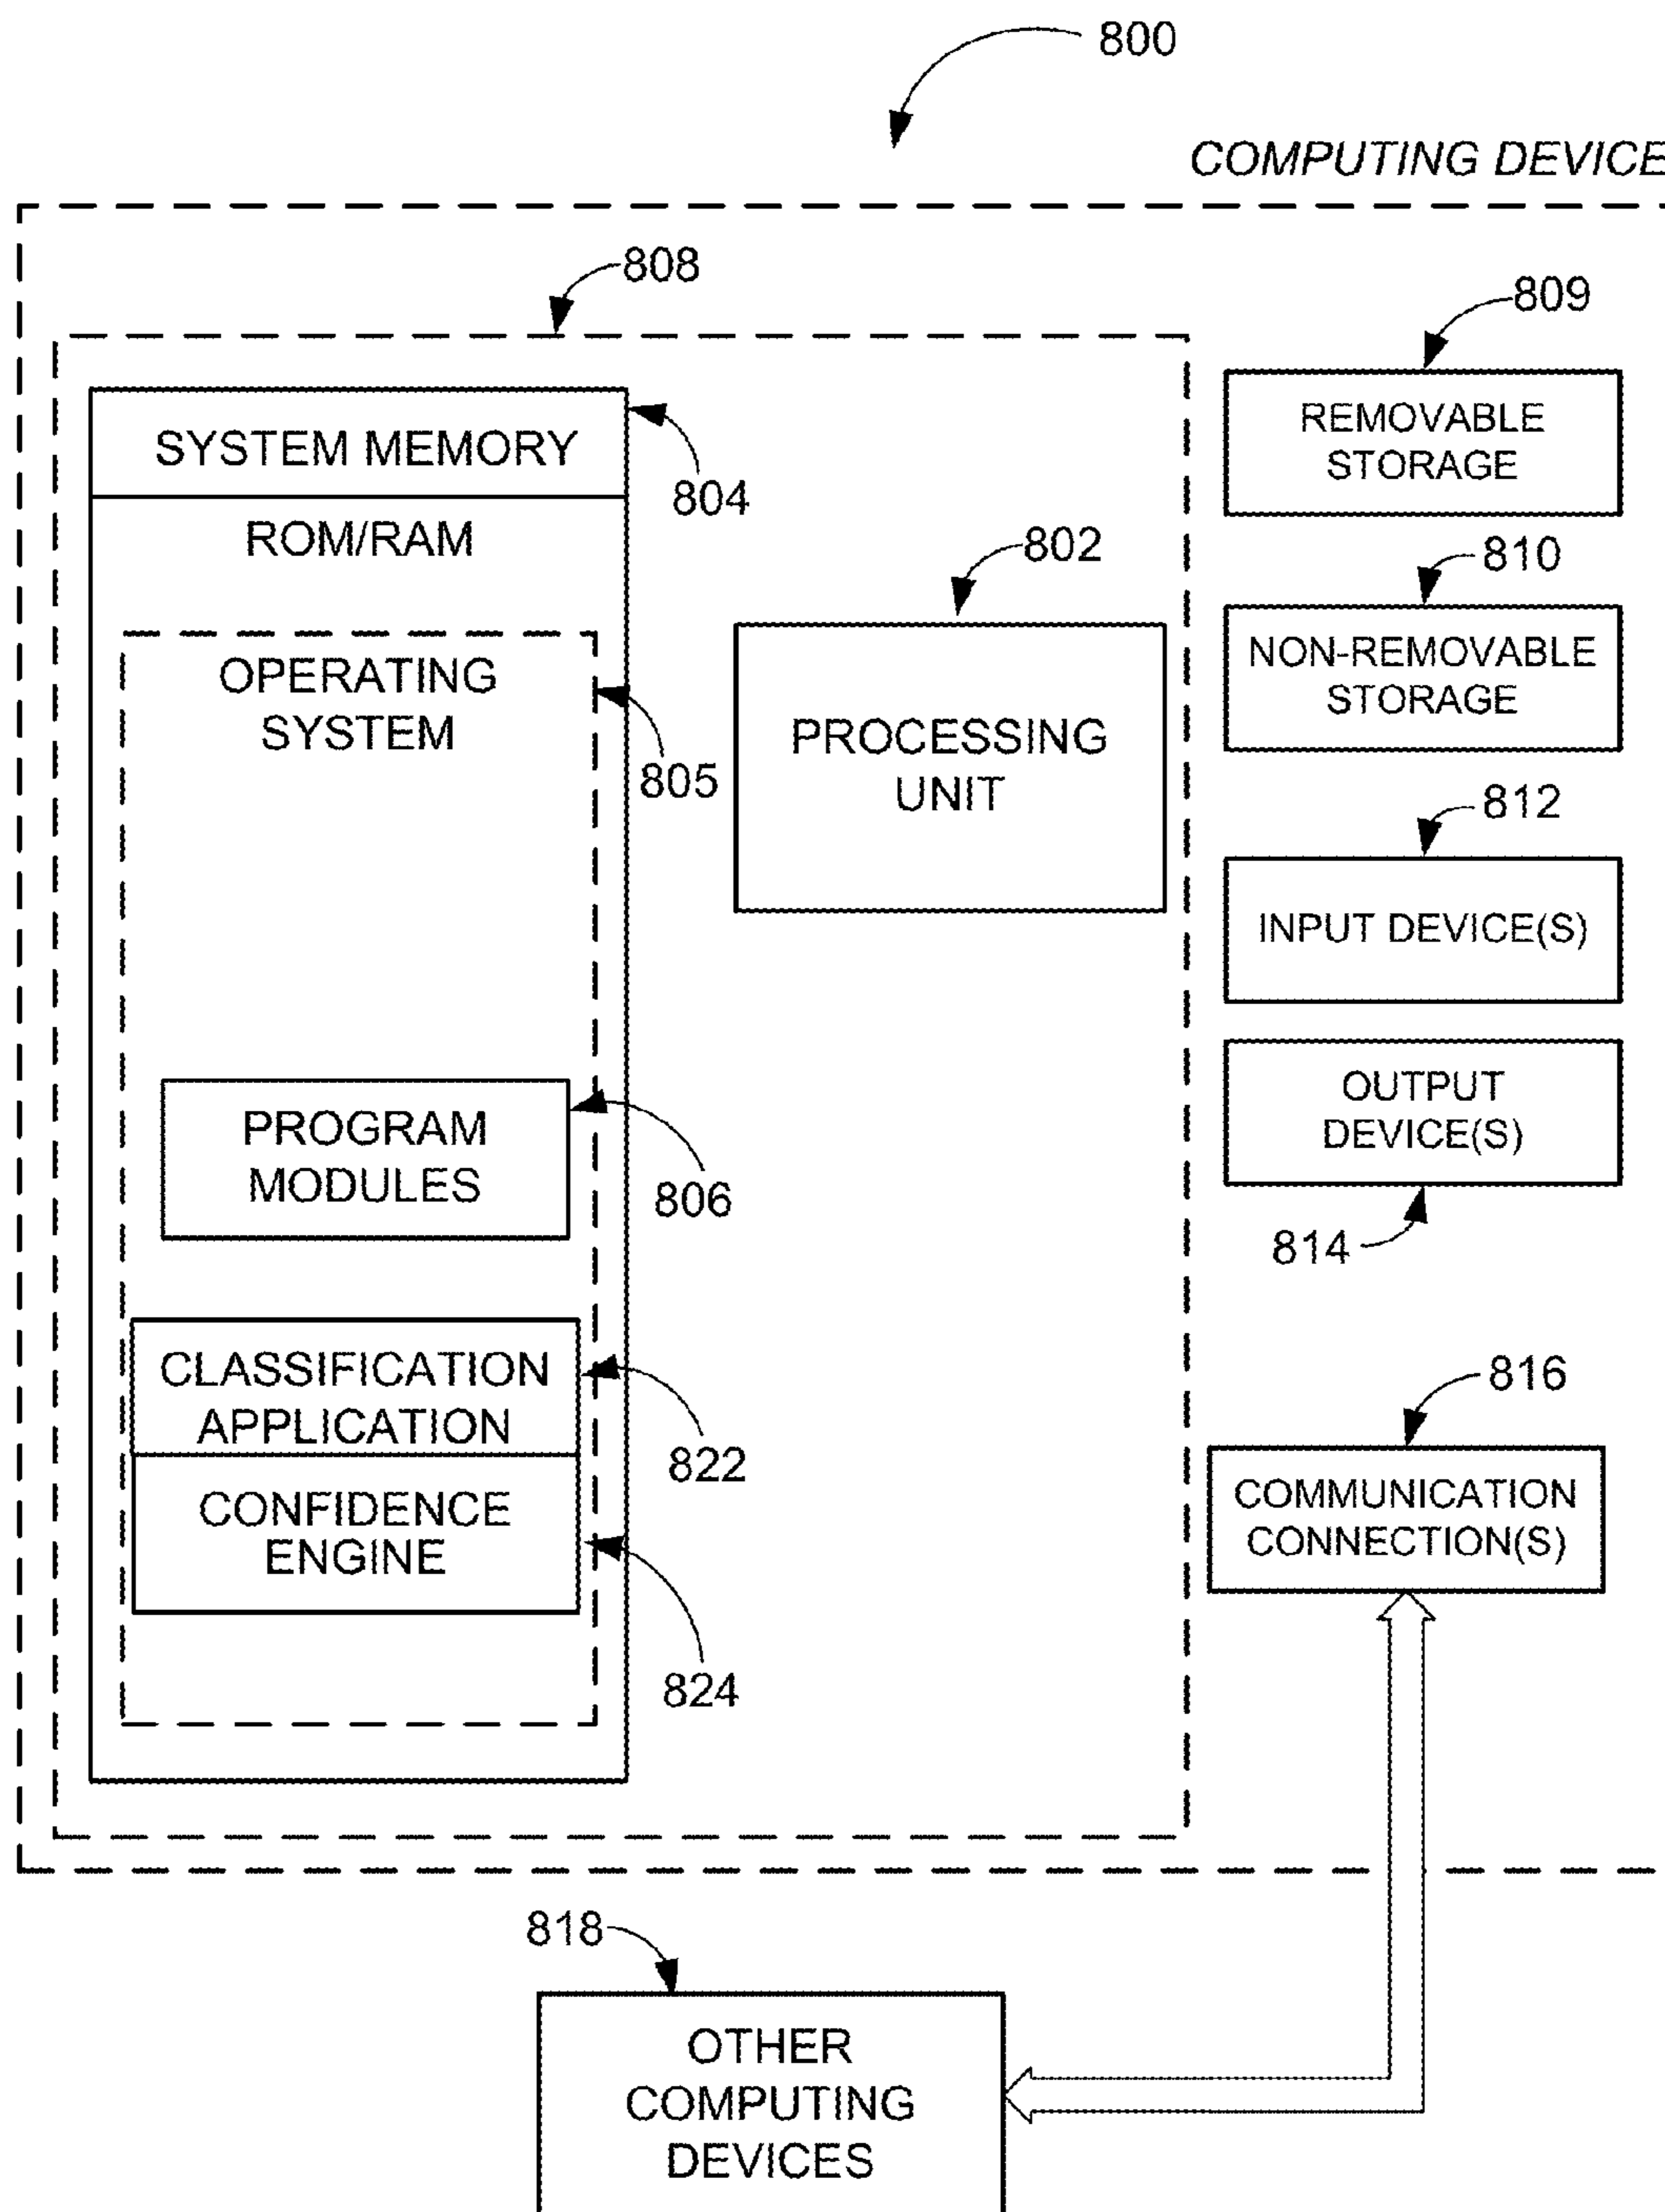 800
COMPUTING DEVICE
808
809
SYSTEM MEMORY
804
ROM/RAM
OPERATING
SYSTEM
805
802
PROCESSING
UNIT
REMOVABLE
STORAGE
810
NON-REMOVABLE
STORAGE
812
INPUT DEVICE(S)
OUTPUT
DEVICE(S)
814
PROGRAM
MODULES
806
CLASSIFICATION
APPLICATION
822
CONFIDENCE
ENGINE
824
816
COMMUNICATION
CONNECTION(S)
818
OTHER
COMPUTING
DEVICES